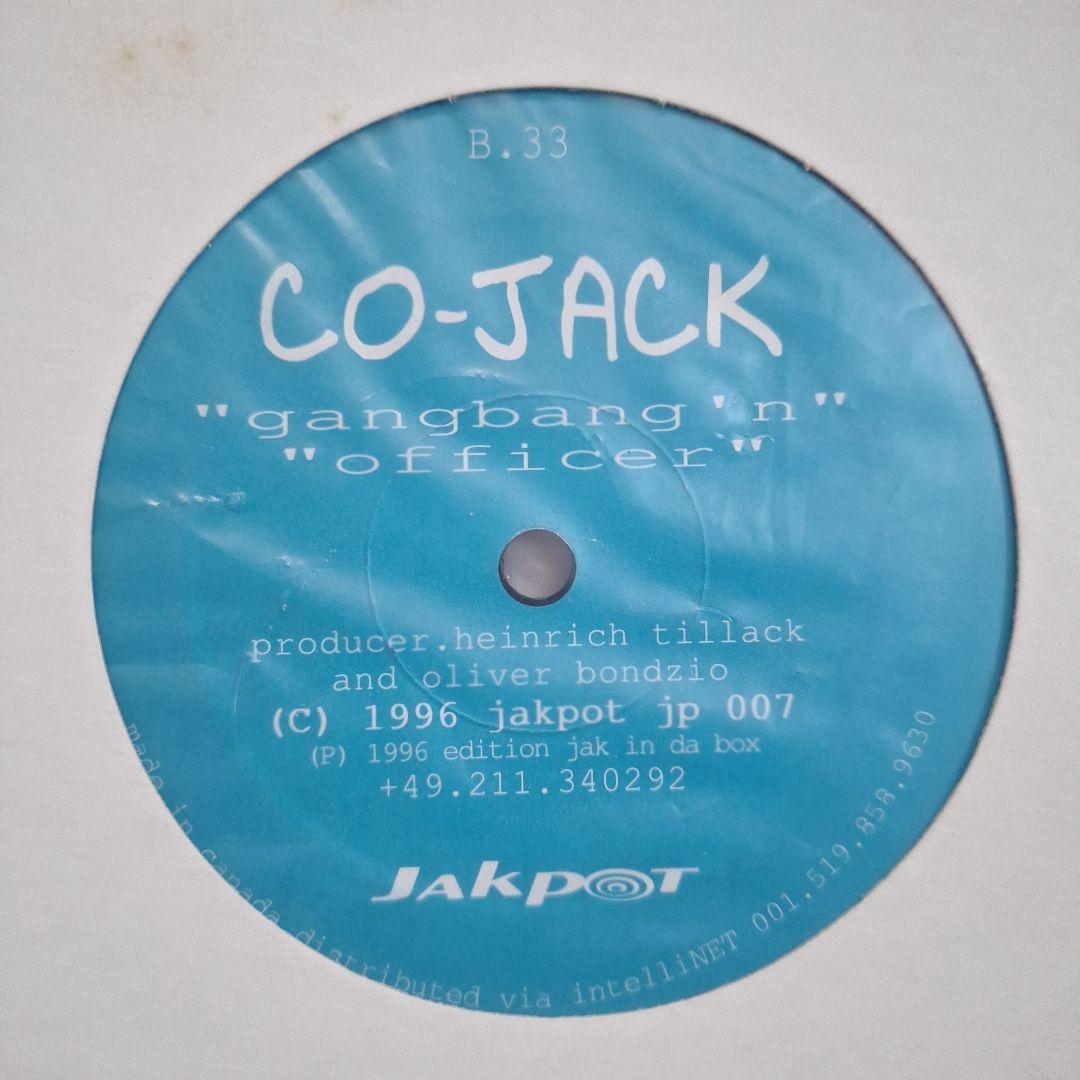 B.33
CO-JACK
"gangbang'n"
"officer"
producer.heinrich tillack
and oliver bondzio
(C) 1996 jakpot jp 007
(P) 1996 edition jak in da box
+49.211.340292
JAKPOT
made in canada distributed via intelliNET 001.519.858.9630